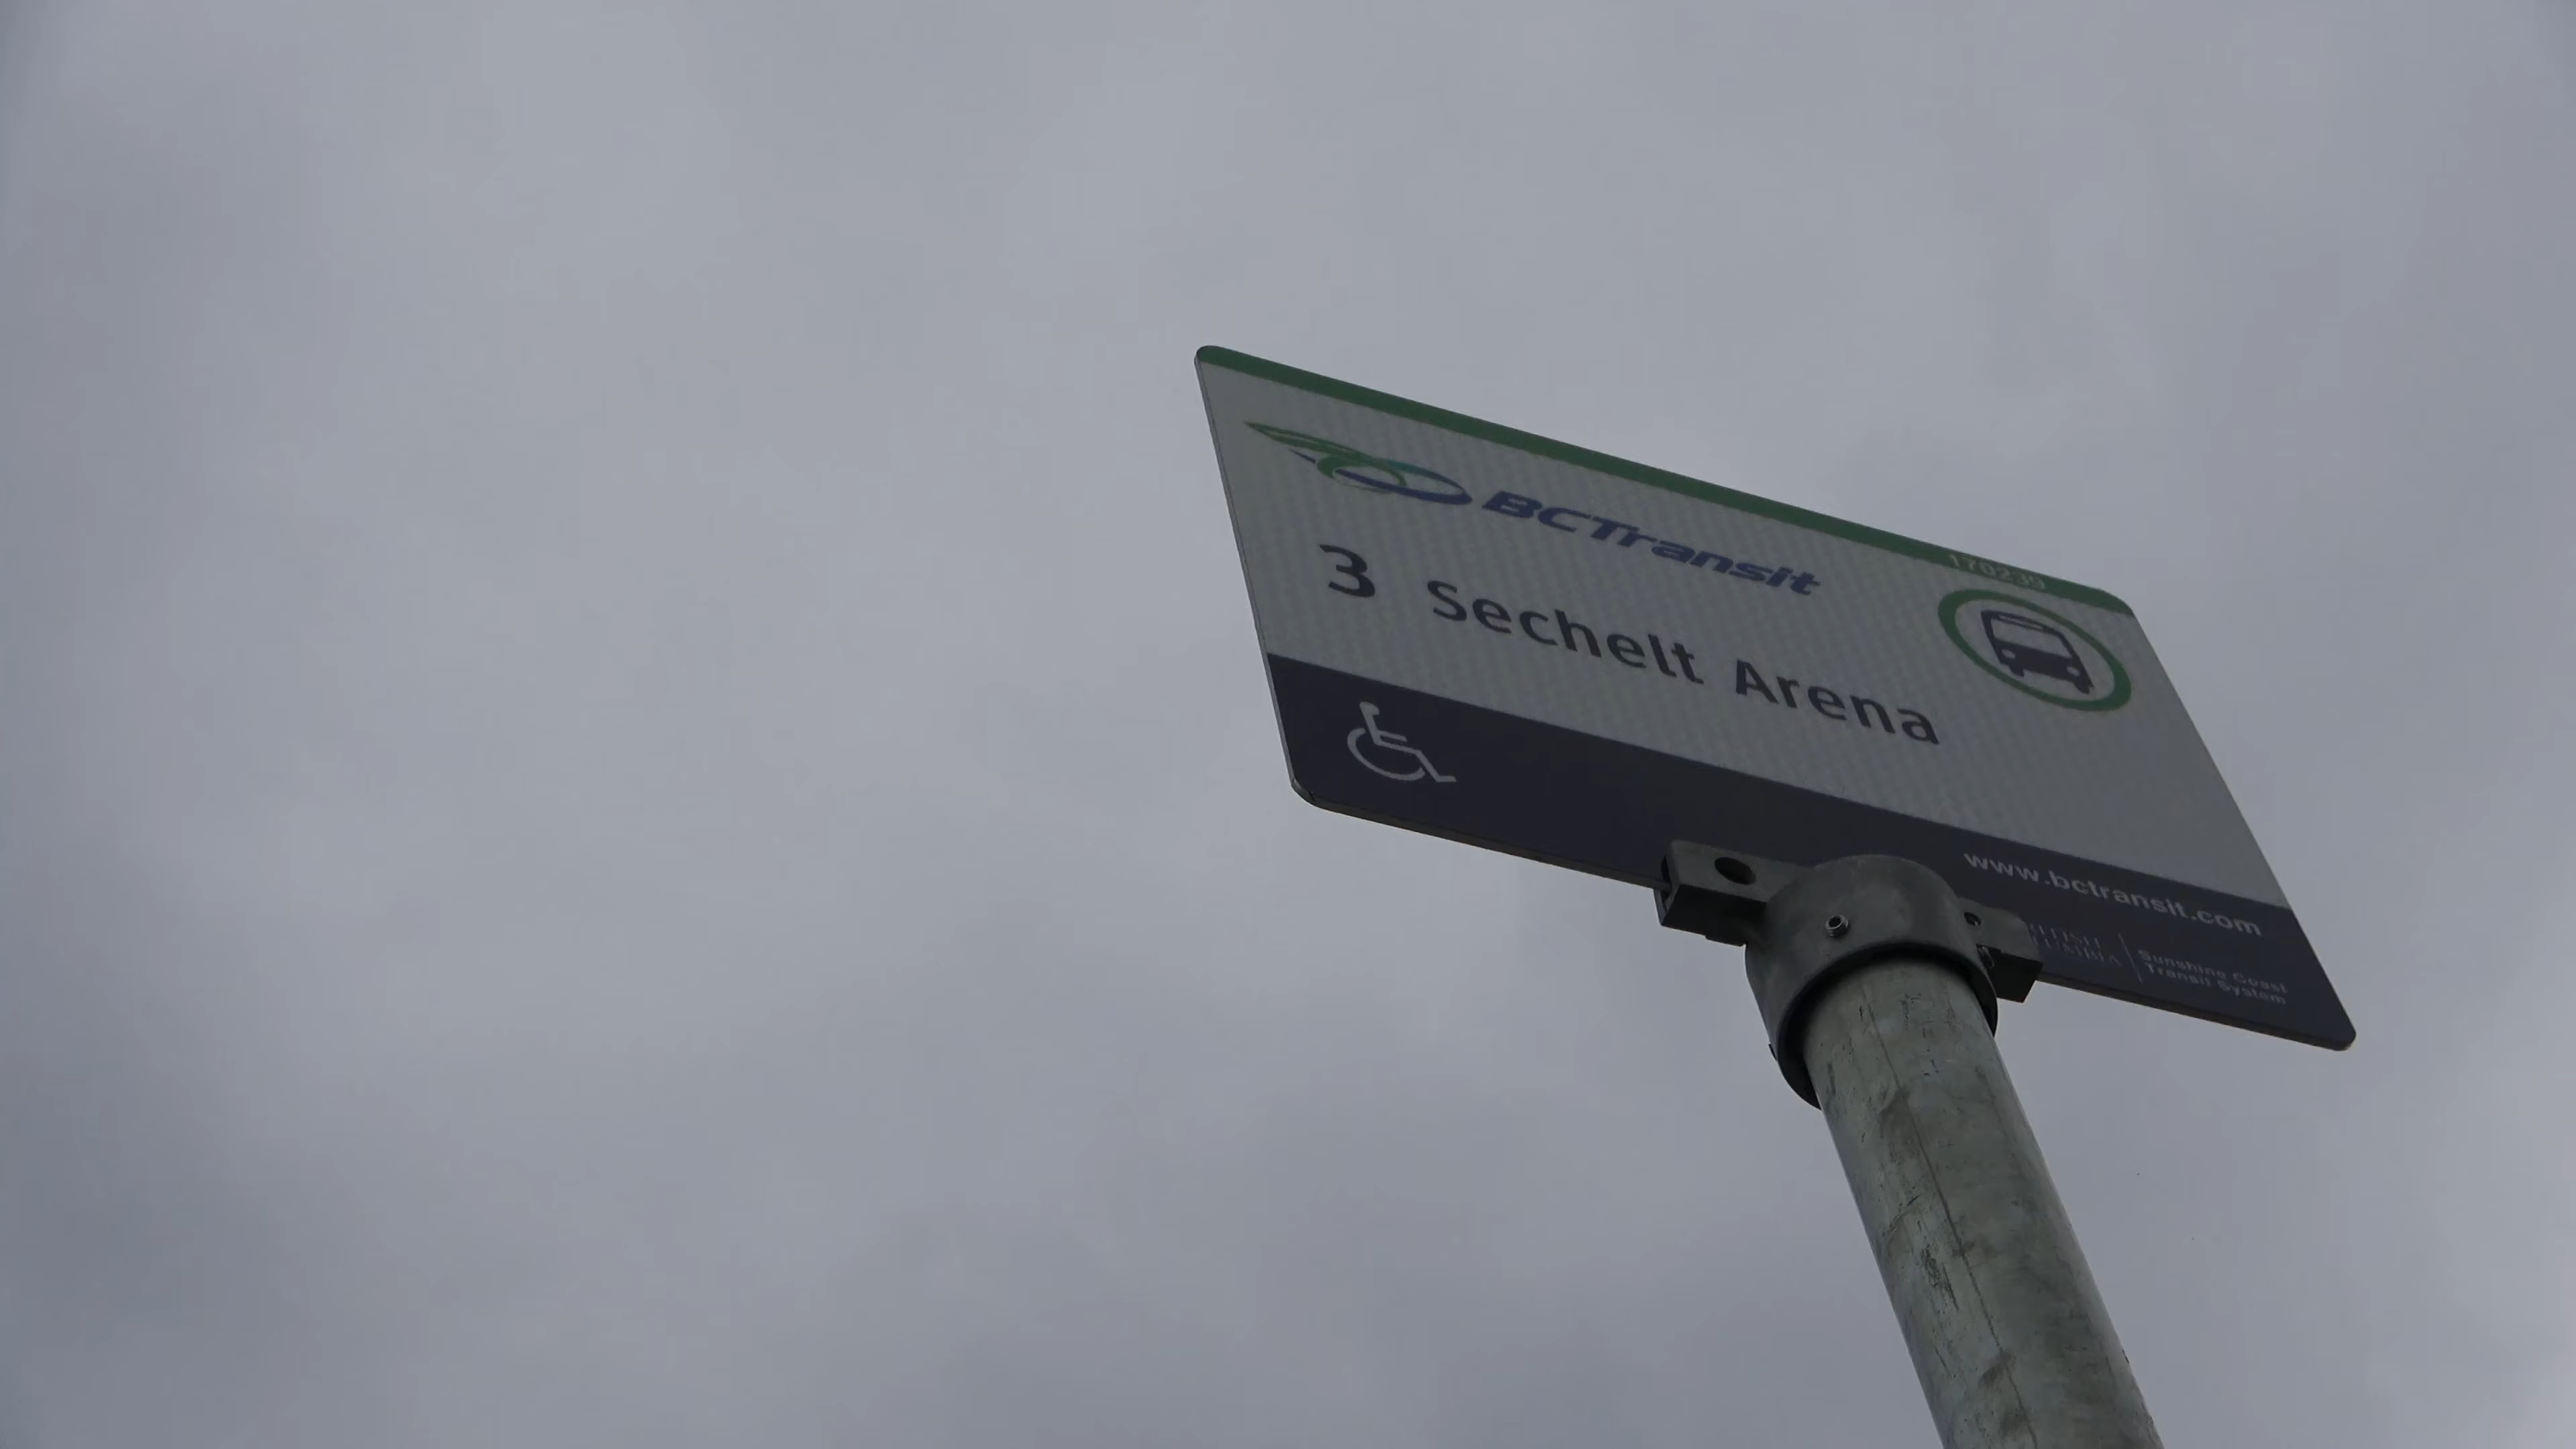 170239
BCTransit
3 Sechelt Arena
www.bctransit.com
Sunshine Coast
Transit System